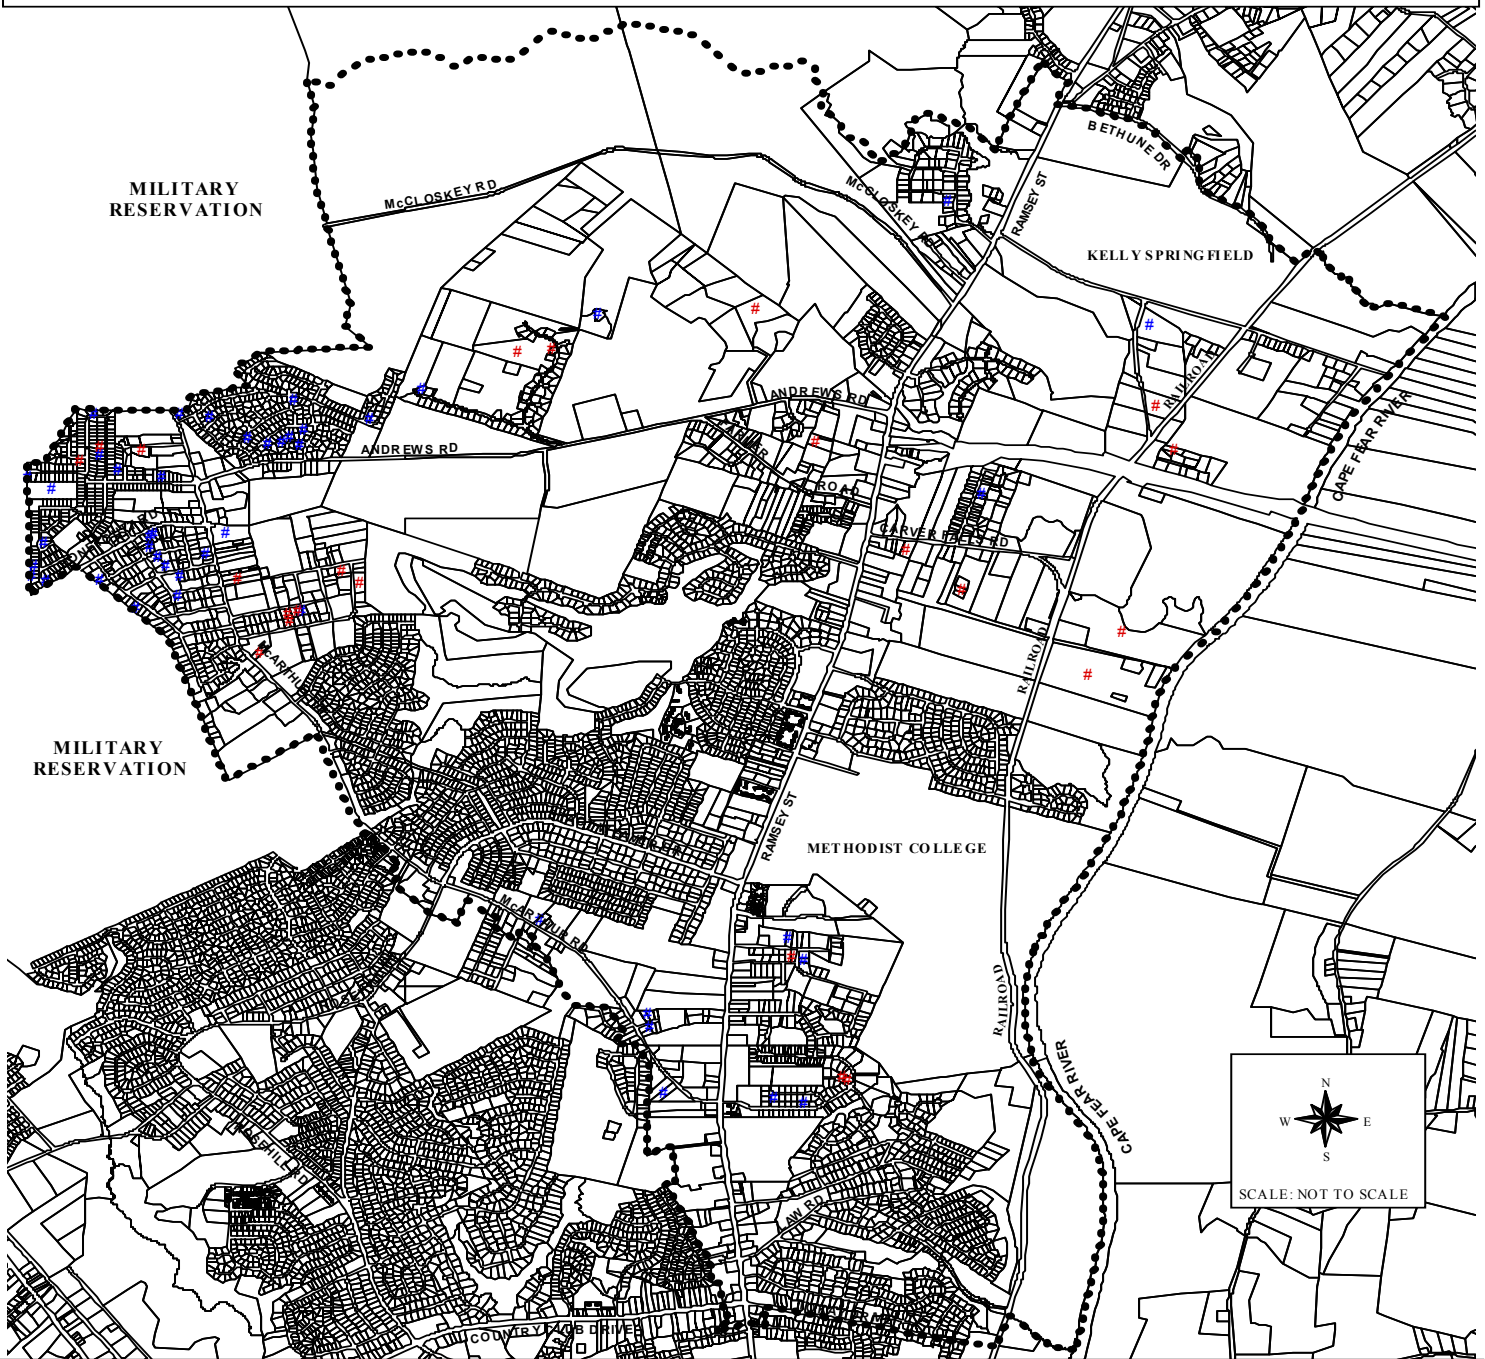 BETHUNE DR
MILITARY
RESERVATION
McCLOSKEY RD
McCLOSKEY RD
RAMSEY ST
KELLY SPRINGFIELD
RAILROAD
ANDREWS RD
CAPE FEAR RIVER
ANDREWS RD
ROAD
CARVER FALLS RD
RAILROAD
MILITARY
RESERVATION
RAMSEY ST
METHODIST COLLEGE
McARTHUR RD
RAILROAD
CAPE FEAR RIVER
N
W
E
S
SCALE: NOT TO SCALE
COUNTRY CLUB DRIVE